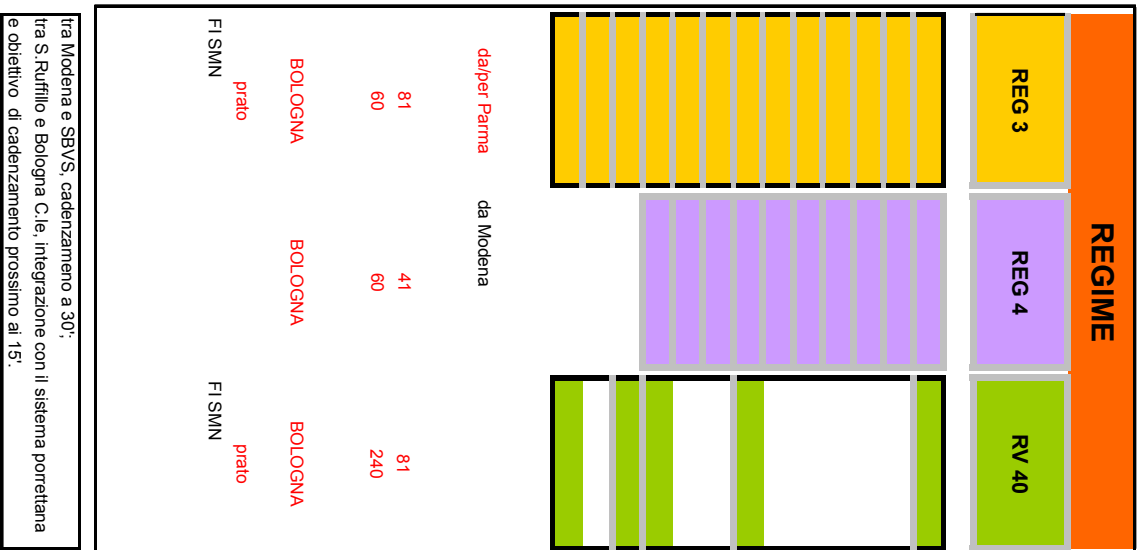 REGIME
REG 3
REG 4
RV 40
da/per Parma
da Modena
81
41
81
60
60
240
BOLOGNA
BOLOGNA
BOLOGNA
prato
prato
FI SMN
FI SMN
tra Modena e SBVS, cadenzameno a 30';
tra S.Ruffillo e Bologna C.le, integrazione con il sistema porrettana
e obiettivo di cadenzamento prossimo ai 15'.